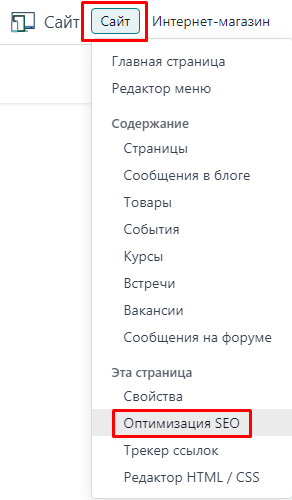 Сайт Сайт Интернет-магазин
Главная страница
Редактор меню
Содержание
Страницы
Сообщения в блоге
Товары
События
Курсы
Встречи
Вакансии
Сообщения на форуме
Эта страница
Свойства
Оптимизация SEO
Трекер ссылок
Редактор HTML / CSS